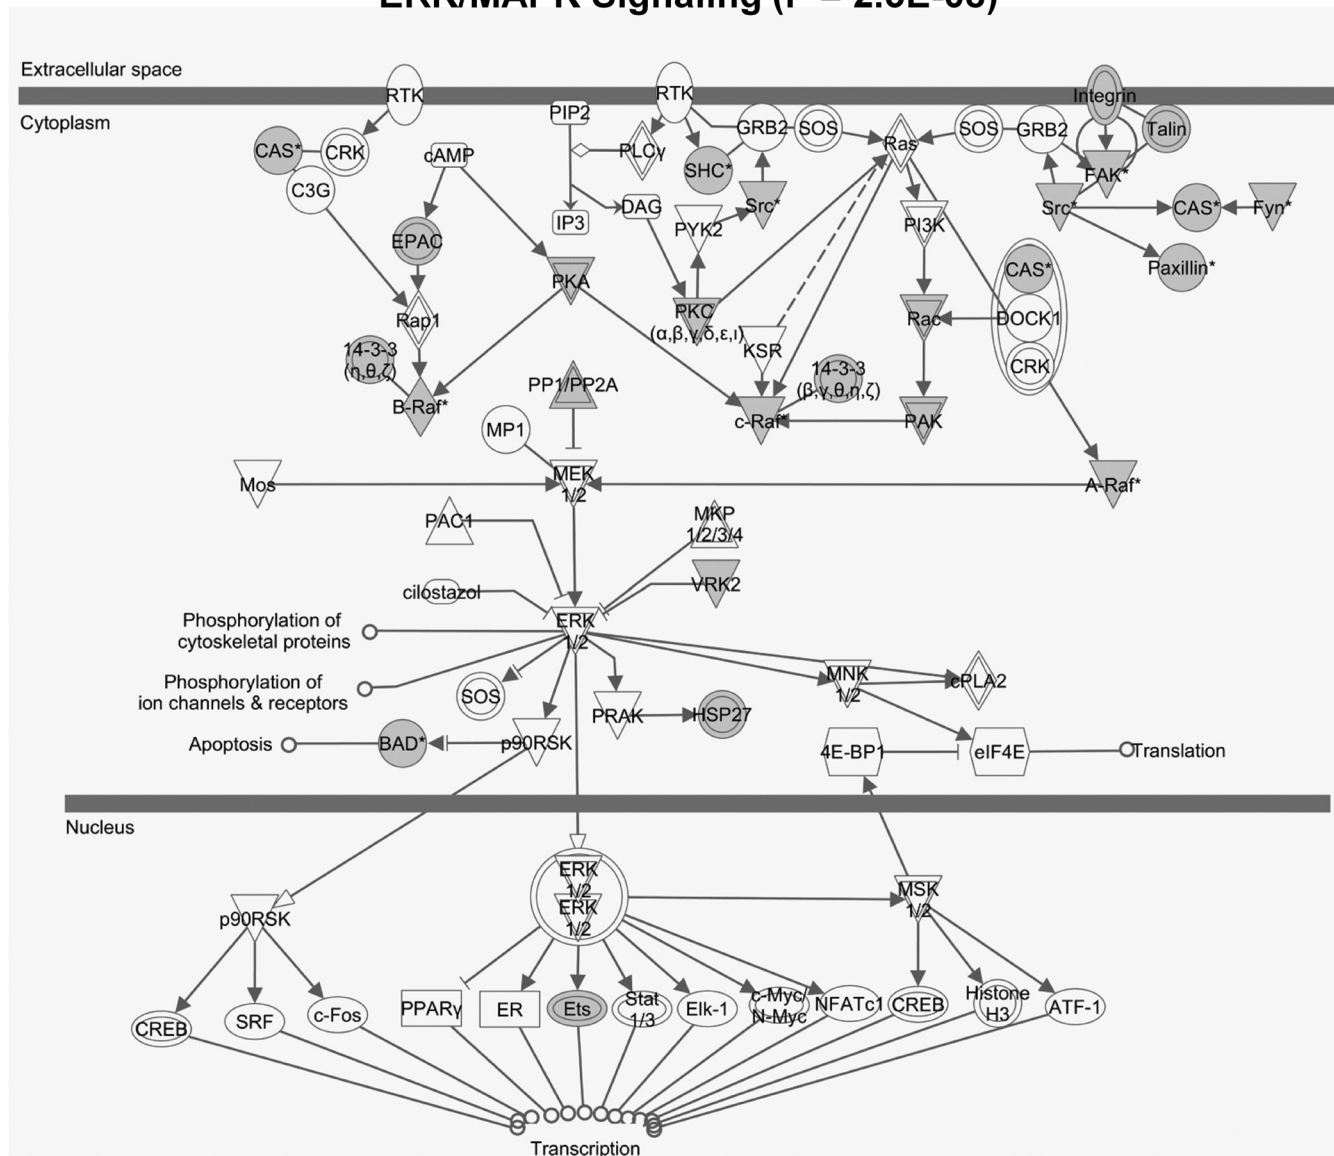 ERK/MAPK Signaling (P = 2.
Extracellular space
RTK
RTK
Integrin
Cytoplasm
PIP2
GRB2
SOS
Ras
SOS
GRB2
Talin
CAS*
CRK
cAMP
PLCγ
SHC*
FAK*
C3G
IP3
DAG
PYK2
Src*
PI3K
Src*
CAS*
Fyn*
EPAC
PKA
CAS*
Paxillin*
Rap1
PKC
(α,β,γ,δ,ε,ι)
Rac
DOCK1
14-3-3
(η,θ,ζ)
KSR
14-3-3
(β,γ,θ,η,ζ)
CRK
B-Raf*
PP1/PP2A
c-Raf*
PAK
MP1
Mos
MEK
1/2
A-Raf*
PAC1
MKP
1/2/3/4
cilostazol
VRK2
Phosphorylation of
cytoskeletal proteins
ERK
1/2
Phosphorylation of
ion channels & receptors
SOS
PRAK
HSP27
MNK
1/2
cPLA2
Apoptosis
BAD*
p90RSK
4E-BP1
eIF4E
Translation
Nucleus
ERK
1/2
ERK
1/2
MSK
1/2
p90RSK
CREB
SRF
c-Fos
PPARγ
ER
Ets
Stat
1/3
Elk-1
c-Myc/
N-Myc
NFATc1
CREB
Histone
H3
ATF-1
Transcription